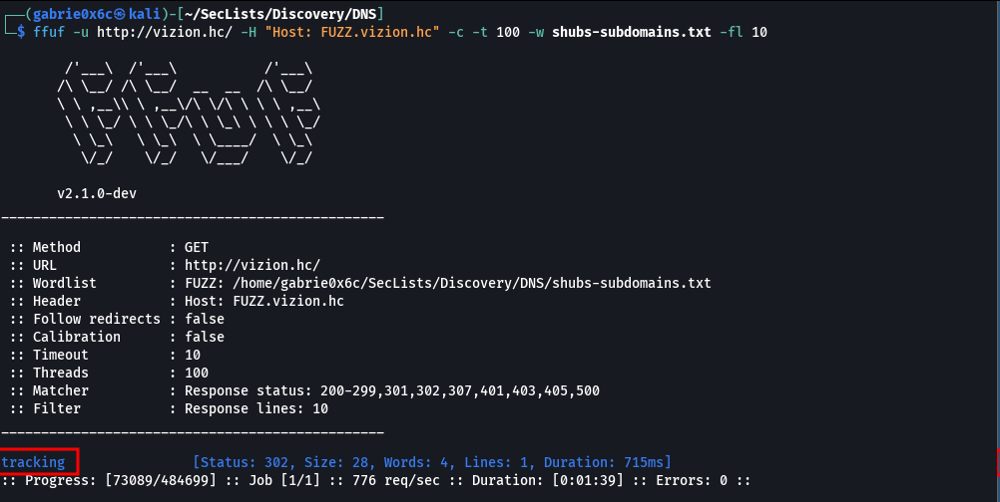 ┌──(gabrie0x6c㉿kali)-[~/SecLists/Discovery/DNS]
└─$ ffuf -u http://vizion.hc/ -H "Host: FUZZ.vizion.hc" -c -t 100 -w shubs-subdomains.txt -fl 10
        /'___\  /'___\           /'___\
       /\ \__/ /\ \__/  __  __  /\ \__/
       \ \ ,__\\ \ ,__\/\ \/\ \ \ \ ,__\
        \ \ \_/ \ \ \_/\ \ \_\ \ \ \ \_/
         \ \_\   \ \_\  \ \____/  \ \_\
          \/_/    \/_/   \/___/    \/_/
       v2.1.0-dev
________________________________________________
 :: Method           : GET
 :: URL              : http://vizion.hc/
 :: Wordlist         : FUZZ: /home/gabrie0x6c/SecLists/Discovery/DNS/shubs-subdomains.txt
 :: Header           : Host: FUZZ.vizion.hc
 :: Follow redirects : false
 :: Calibration      : false
 :: Timeout          : 10
 :: Threads          : 100
 :: Matcher          : Response status: 200-299,301,302,307,401,403,405,500
 :: Filter           : Response lines: 10
________________________________________________
tracking                [Status: 302, Size: 28, Words: 4, Lines: 1, Duration: 715ms]
:: Progress: [73089/484699] :: Job [1/1] :: 776 req/sec :: Duration: [0:01:39] :: Errors: 0 ::